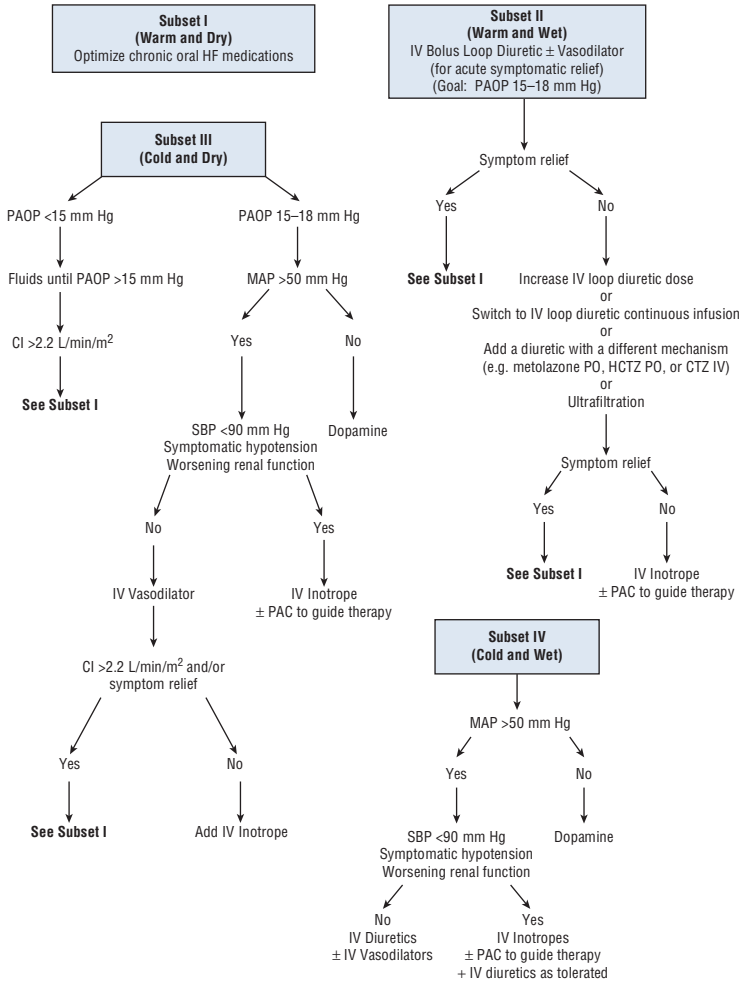 Subset I
(Warm and Dry)
Optimize chronic oral HF medications
Subset II
(Warm and Wet)
IV Bolus Loop Diuretic ± Vasodilator
(for acute symptomatic relief)
(Goal: PAOP 15–18 mm Hg)
Symptom relief
Yes
No
See Subset I
Increase IV loop diuretic dose
or
Switch to IV loop diuretic continuous infusion
or
Add a diuretic with a different mechanism
(e.g. metolazone PO, HCTZ PO, or CTZ IV)
or
Ultrafiltration
Symptom relief
Yes
No
See Subset I
IV Inotrope
± PAC to guide therapy
Subset III
(Cold and Dry)
PAOP <15 mm Hg
PAOP 15–18 mm Hg
Fluids until PAOP >15 mm Hg
MAP >50 mm Hg
CI >2.2 L/min/m²
Yes
No
See Subset I
SBP <90 mm Hg
Symptomatic hypotension
Worsening renal function
Dopamine
No
Yes
IV Vasodilator
IV Inotrope
± PAC to guide therapy
CI >2.2 L/min/m² and/or
symptom relief
Yes
No
See Subset I
Add IV Inotrope
Subset IV
(Cold and Wet)
MAP >50 mm Hg
Yes
No
SBP <90 mm Hg
Symptomatic hypotension
Worsening renal function
Dopamine
No
IV Diuretics
± IV Vasodilators
Yes
IV Inotropes
± PAC to guide therapy
+ IV diuretics as tolerated